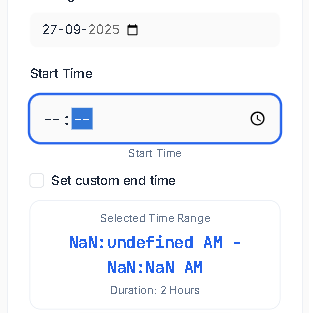 27-09-2025
Start Time
--:--
Start Time
Set custom end time
Selected Time Range
NaN:undefined AM -
NaN:NaN AM
Duration: 2 Hours